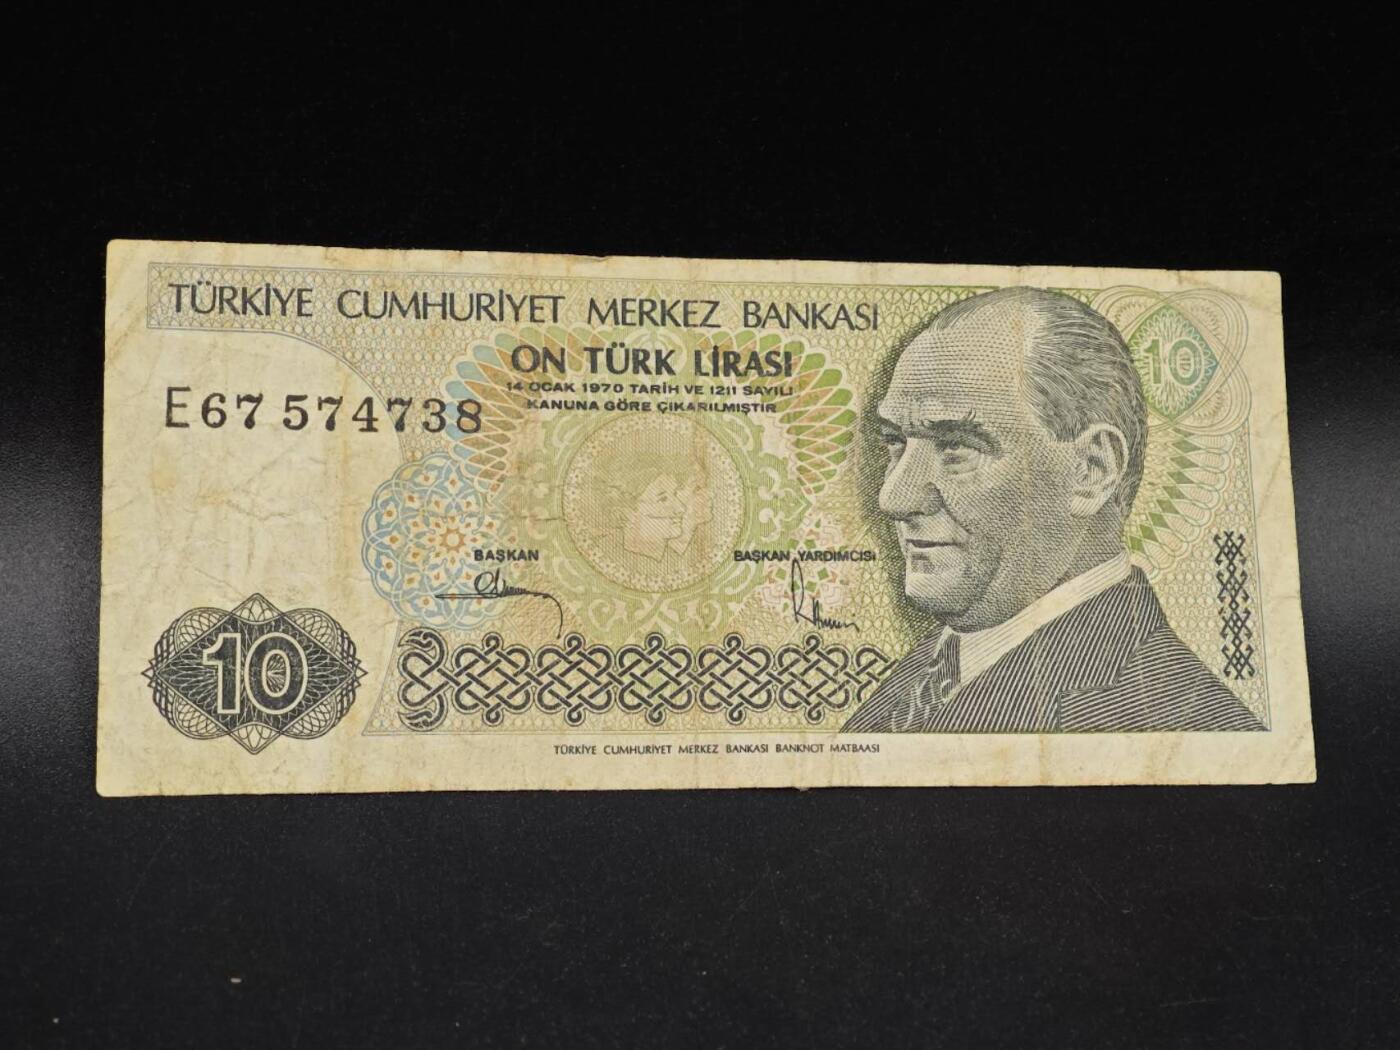 TÜRKİYE CUMHURİYET MERKEZ BANKASI
ON TÜRK LİRASI
14 OCAK 1970 TARİH VE 1211 SAYILI
KANUNA GÖRE ÇIKARILMIŞTIR
10
E67 574738
BAŞKAN
BAŞKAN YARDIMCISI
10
TÜRKİYE CUMHURİYET MERKEZ BANKASI BANKNOT MATBAASI